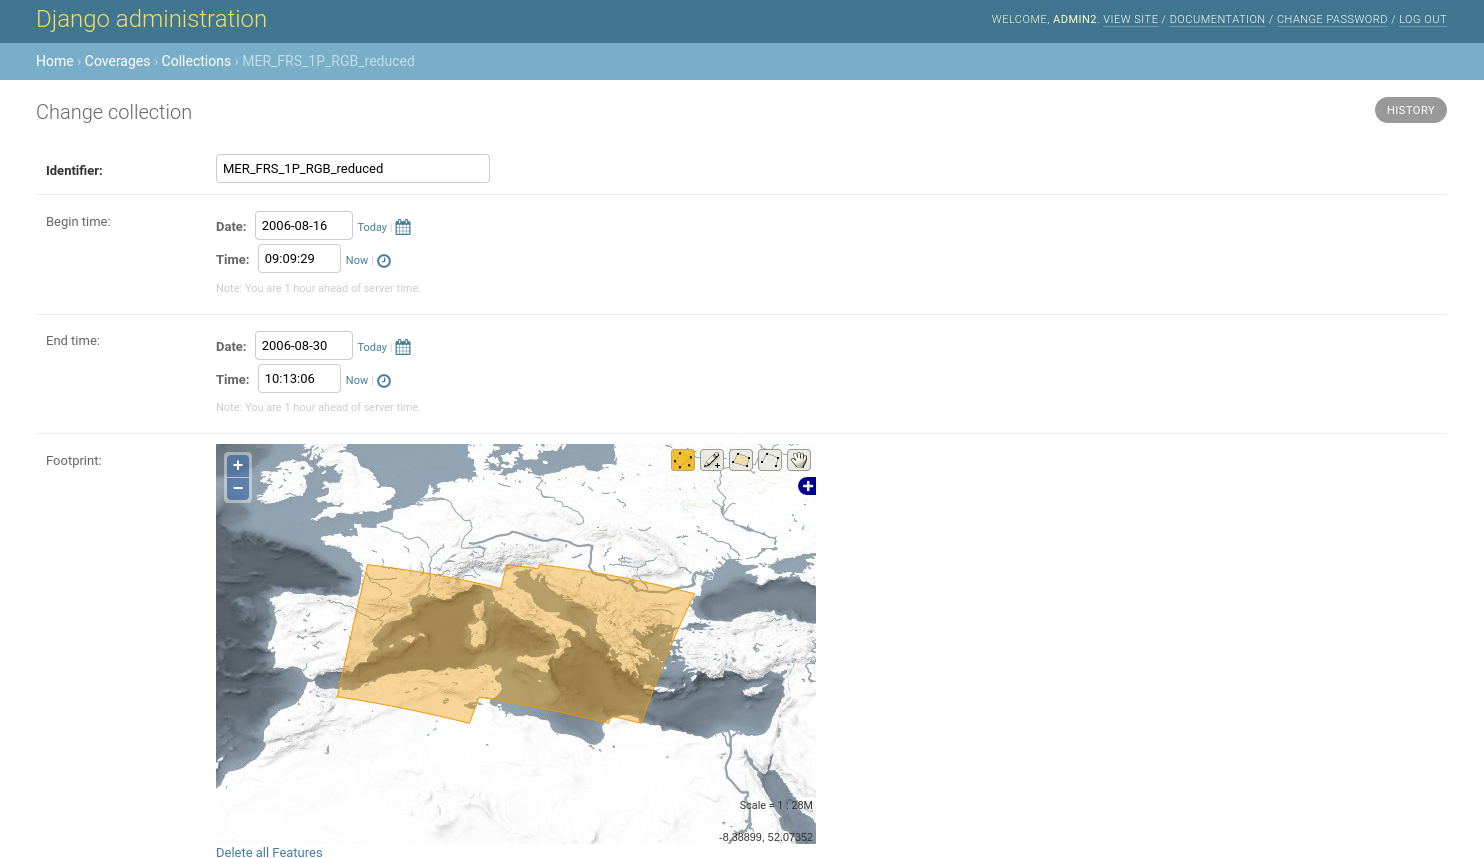 Django administration
WELCOME, ADMIN2. VIEW SITE / DOCUMENTATION / CHANGE PASSWORD / LOG OUT
Home › Coverages › Collections › MER_FRS_1P_RGB_reduced
Change collection
HISTORY
Identifier: MER_FRS_1P_RGB_reduced
Begin time:
Date: 2006-08-16 Today |
Time: 09:09:29 Now |
Note: You are 1 hour ahead of server time.
End time:
Date: 2006-08-30 Today |
Time: 10:13:06 Now |
Note: You are 1 hour ahead of server time.
Footprint:
+
−
Scale = 1 : 28M
-8.38899, 52.07352
Delete all Features